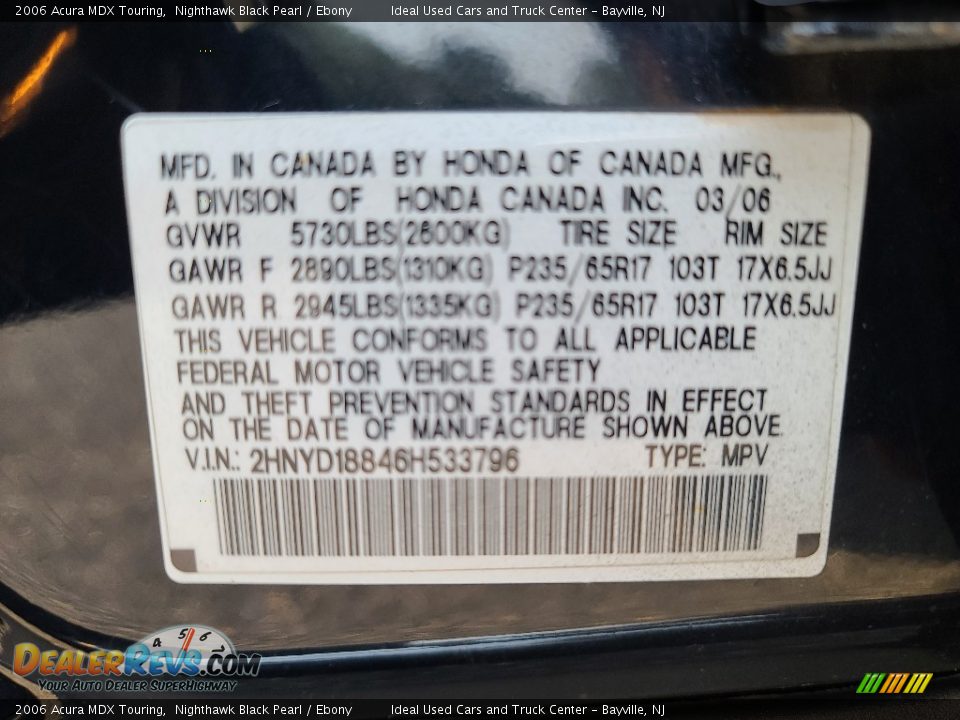 2006 Acura MDX Touring,  Nighthawk Black Pearl / Ebony        Ideal Used Cars and Truck Center - Bayville, NJ
MFD. IN CANADA BY HONDA OF CANADA MFG.,
A DIVISION OF HONDA CANADA INC. 03/06
GVWR 5730LBS(2600KG) TIRE SIZE RIM SIZE
GAWR F 2890LBS(1310KG) P235/65R17 103T 17X6.5JJ
GAWR R 2945LBS(1335KG) P235/65R17 103T 17X6.5JJ
THIS VEHICLE CONFORMS TO ALL APPLICABLE
FEDERAL MOTOR VEHICLE SAFETY
AND THEFT PREVENTION STANDARDS IN EFFECT
ON THE DATE OF MANUFACTURE SHOWN ABOVE.
V.I.N.: 2HNYD18846H533796 TYPE: MPV
4 5 6
DEALERREVS.COM
YOUR AUTO DEALER SUPERHIGHWAY
2006 Acura MDX Touring,  Nighthawk Black Pearl / Ebony        Ideal Used Cars and Truck Center - Bayville, NJ